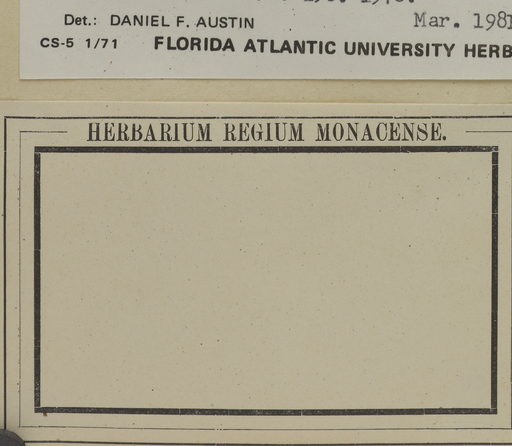 Det.: DANIEL F. AUSTIN Mar. 1981
CS-5 1/71 FLORIDA ATLANTIC UNIVERSITY HERB
HERBARIUM REGIUM MONACENSE.